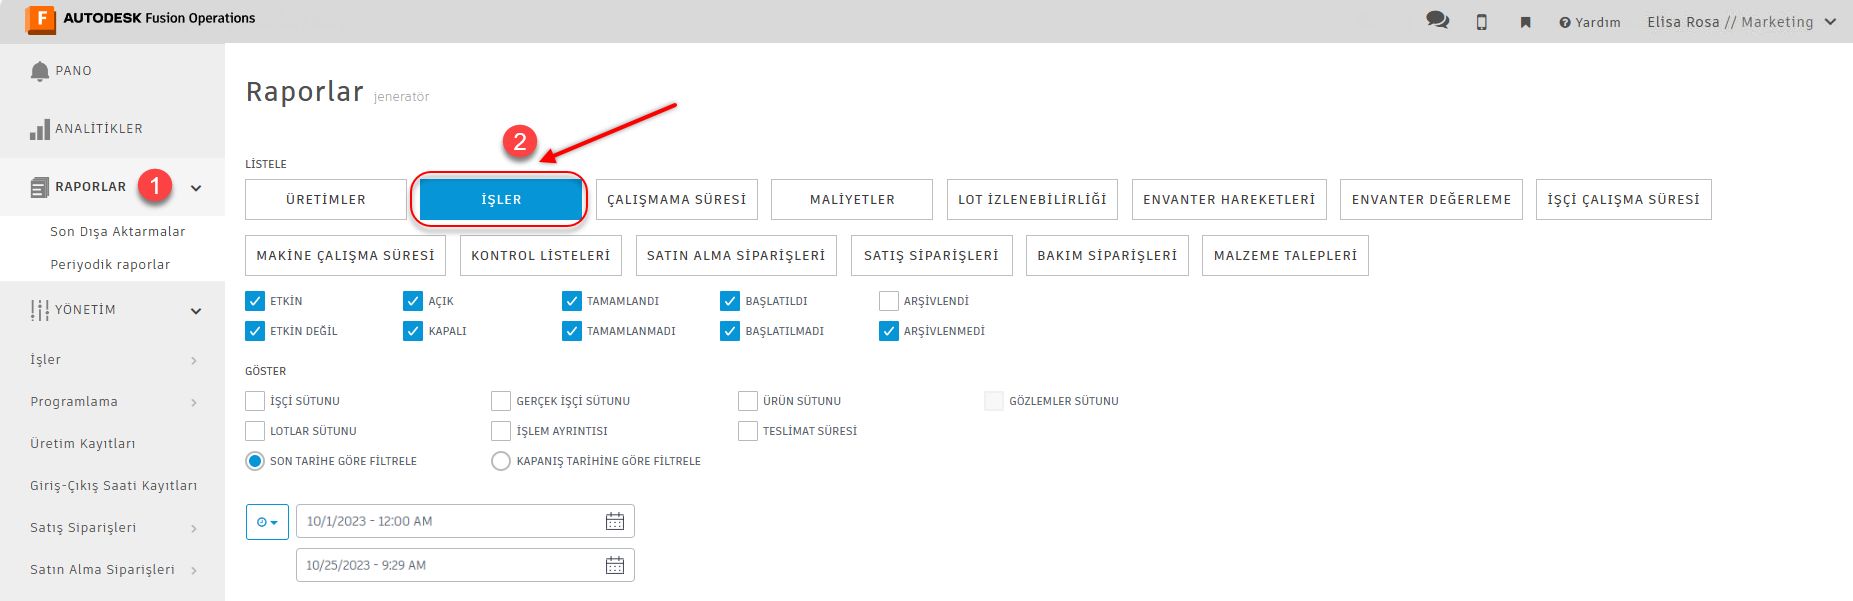 F AUTODESK Fusion Operations
Yardım
Elisa Rosa // Marketing
PANO
ANALİTİKLER
RAPORLAR 1
Son Dışa Aktarmalar
Periyodik raporlar
YÖNETİM
İşler
Programlama
Üretim Kayıtları
Giriş-Çıkış Saati Kayıtları
Satış Siparişleri
Satın Alma Siparişleri
Raporlar jeneratör
2
LİSTELE
ÜRETİMLER İŞLER ÇALIŞMAMA SÜRESİ MALİYETLER LOT İZLENEBİLİRLİĞİ ENVANTER HAREKETLERİ ENVANTER DEĞERLEME İŞÇİ ÇALIŞMA SÜRESİ
MAKİNE ÇALIŞMA SÜRESİ KONTROL LİSTELERİ SATIN ALMA SİPARİŞLERİ SATIŞ SİPARİŞLERİ BAKIM SİPARİŞLERİ MALZEME TALEPLERİ
ETKİN AÇIK TAMAMLANDI BAŞLATILDI ARŞİVLENDİ
ETKİN DEĞİL KAPALI TAMAMLANMADI BAŞLATILMADI ARŞİVLENMEDİ
GÖSTER
İŞÇİ SÜTUNU GERÇEK İŞÇİ SÜTUNU ÜRÜN SÜTUNU GÖZLEMLER SÜTUNU
LOTLAR SÜTUNU İŞLEM AYRINTISI TESLİMAT SÜRESİ
SON TARİHE GÖRE FİLTRELE KAPANIŞ TARİHİNE GÖRE FİLTRELE
10/1/2023 - 12:00 AM
10/25/2023 - 9:29 AM